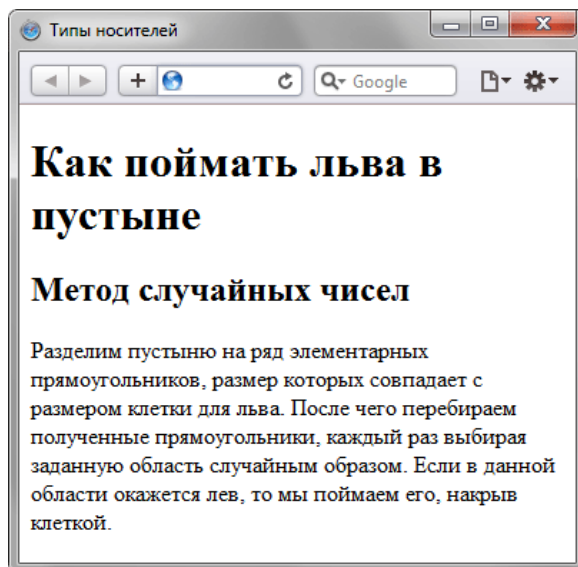 Типы носителей
Google
Как поймать льва в
пустыне
Метод случайных чисел
Разделим пустыню на ряд элементарных
прямоугольников, размер которых совпадает с
размером клетки для льва. После чего перебираем
полученные прямоугольники, каждый раз выбирая
заданную область случайным образом. Если в данной
области окажется лев, то мы поймаем его, накрыв
клеткой.